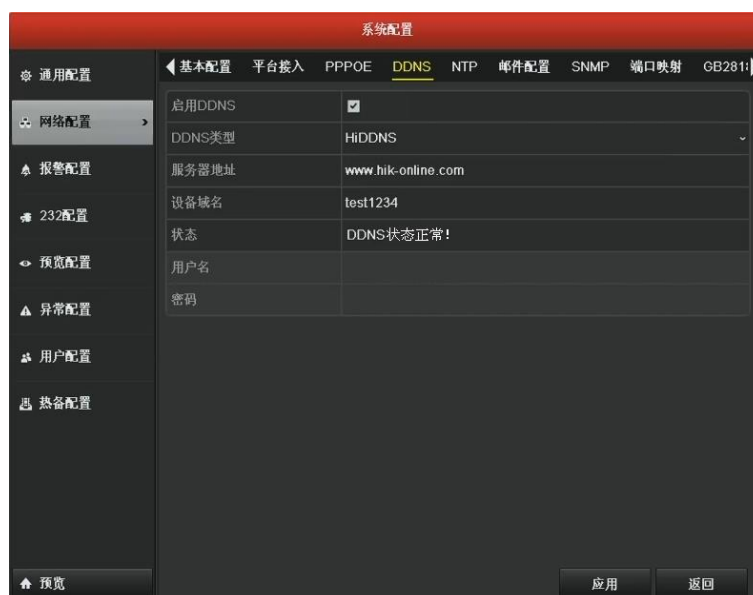 系统配置
通用配置
网络配置
报警配置
232配置
预览配置
异常配置
用户配置
热备配置
预览
基本配置 平台接入 PPPOE DDNS NTP 邮件配置 SNMP 端口映射 GB281
启用DDNS
DDNS类型 HiDDNS
服务器地址 www.hik-online.com
设备域名 test1234
状态 DDNS状态正常!
用户名
密码
应用 返回